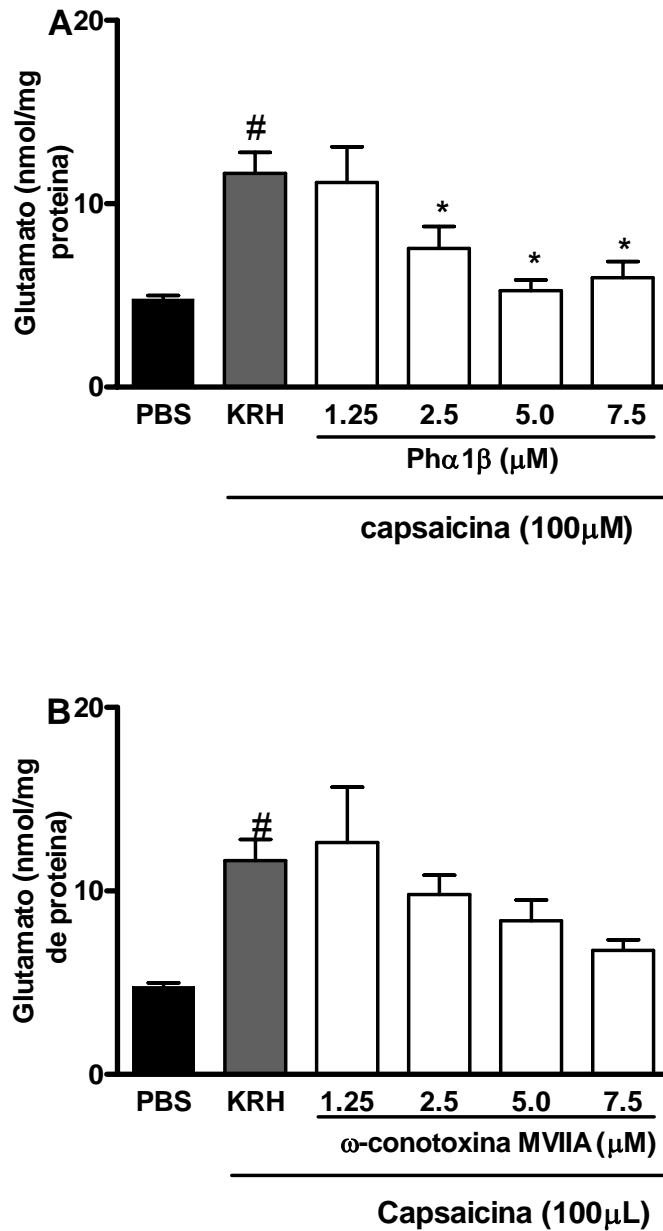 A
20
10
0
Glutamato (nmol/mg
proteina)
#
*
*
*
PBS KRH 1.25 2.5 5.0 7.5
Phα1β (μM)
capsaicina (100μM)
B
20
10
0
Glutamato (nmol/mg
de proteina)
#
PBS KRH 1.25 2.5 5.0 7.5
ω-conotoxina MVIIA (μM)
Capsaicina (100μL)